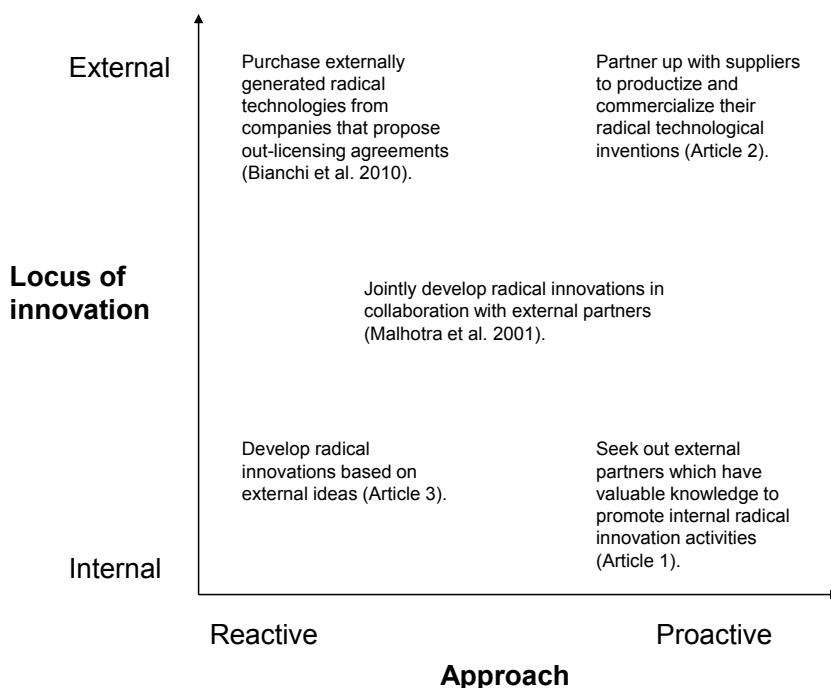 External
Purchase externally
generated radical
technologies from
companies that propose
out-licensing agreements
(Bianchi et al. 2010).
Partner up with suppliers
to productize and
commercialize their
radical technological
inventions (Article 2).
Locus of
innovation
Jointly develop radical innovations in
collaboration with external partners
(Malhotra et al. 2001).
Develop radical
innovations based on
external ideas (Article 3).
Seek out external
partners which have
valuable knowledge to
promote internal radical
innovation activities
(Article 1).
Internal
Reactive
Proactive
Approach